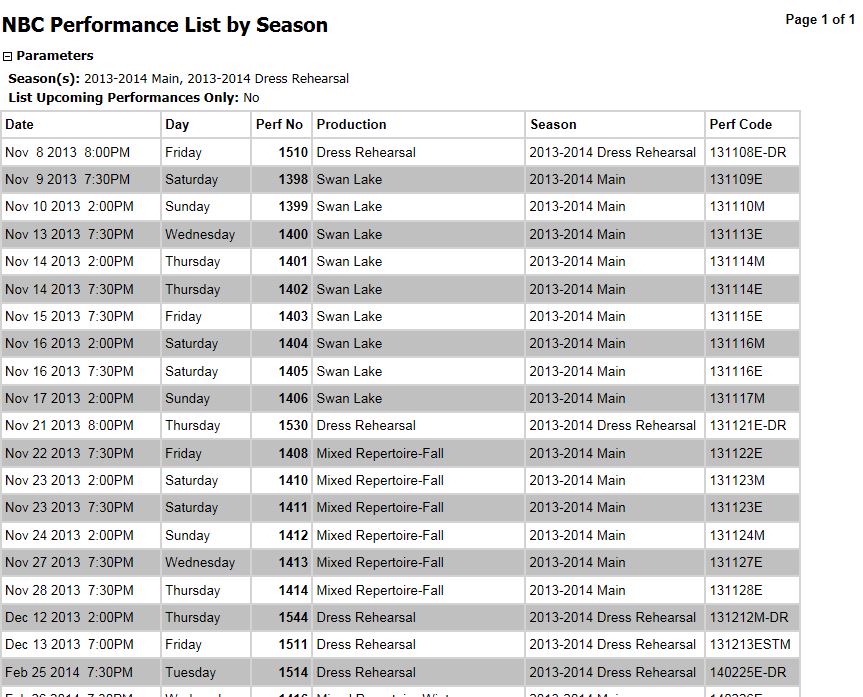 NBC Performance List by Season
Page 1 of 1
Parameters
Season(s): 2013-2014 Main, 2013-2014 Dress Rehearsal
List Upcoming Performances Only: No
Date Day Perf No Production Season Perf Code
Nov 8 2013 8:00PM Friday 1510 Dress Rehearsal 2013-2014 Dress Rehearsal 131108E-DR
Nov 9 2013 7:30PM Saturday 1398 Swan Lake 2013-2014 Main 131109E
Nov 10 2013 2:00PM Sunday 1399 Swan Lake 2013-2014 Main 131110M
Nov 13 2013 7:30PM Wednesday 1400 Swan Lake 2013-2014 Main 131113E
Nov 14 2013 2:00PM Thursday 1401 Swan Lake 2013-2014 Main 131114M
Nov 14 2013 7:30PM Thursday 1402 Swan Lake 2013-2014 Main 131114E
Nov 15 2013 7:30PM Friday 1403 Swan Lake 2013-2014 Main 131115E
Nov 16 2013 2:00PM Saturday 1404 Swan Lake 2013-2014 Main 131116M
Nov 16 2013 7:30PM Saturday 1405 Swan Lake 2013-2014 Main 131116E
Nov 17 2013 2:00PM Sunday 1406 Swan Lake 2013-2014 Main 131117M
Nov 21 2013 8:00PM Thursday 1530 Dress Rehearsal 2013-2014 Dress Rehearsal 131121E-DR
Nov 22 2013 7:30PM Friday 1408 Mixed Repertoire-Fall 2013-2014 Main 131122E
Nov 23 2013 2:00PM Saturday 1410 Mixed Repertoire-Fall 2013-2014 Main 131123M
Nov 23 2013 7:30PM Saturday 1411 Mixed Repertoire-Fall 2013-2014 Main 131123E
Nov 24 2013 2:00PM Sunday 1412 Mixed Repertoire-Fall 2013-2014 Main 131124M
Nov 27 2013 7:30PM Wednesday 1413 Mixed Repertoire-Fall 2013-2014 Main 131127E
Nov 28 2013 7:30PM Thursday 1414 Mixed Repertoire-Fall 2013-2014 Main 131128E
Dec 12 2013 2:00PM Thursday 1544 Dress Rehearsal 2013-2014 Dress Rehearsal 131212M-DR
Dec 13 2013 7:00PM Friday 1511 Dress Rehearsal 2013-2014 Dress Rehearsal 131213ESTM
Feb 25 2014 7:30PM Tuesday 1514 Dress Rehearsal 2013-2014 Dress Rehearsal 140225E-DR